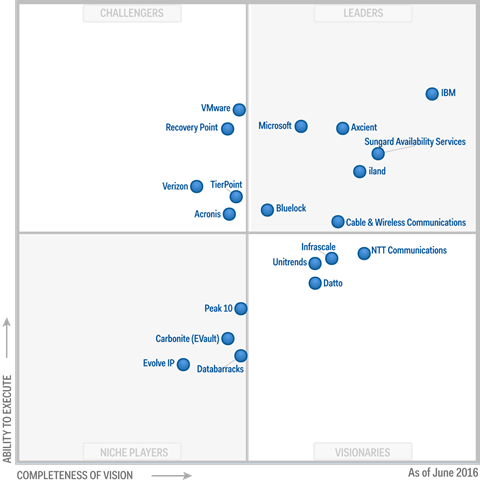 CHALLENGERS
LEADERS
IBM
VMware
Recovery Point
Microsoft
Axcient
Sungard Availability Services
iland
Verizon
TierPoint
Acronis
Bluelock
Cable & Wireless Communications
Infrascale
NTT Communications
Unitrends
Datto
Peak 10
Carbonite (EVault)
Evolve IP
Databarracks
NICHE PLAYERS
VISIONARIES
ABILITY TO EXECUTE
COMPLETENESS OF VISION
As of June 2016